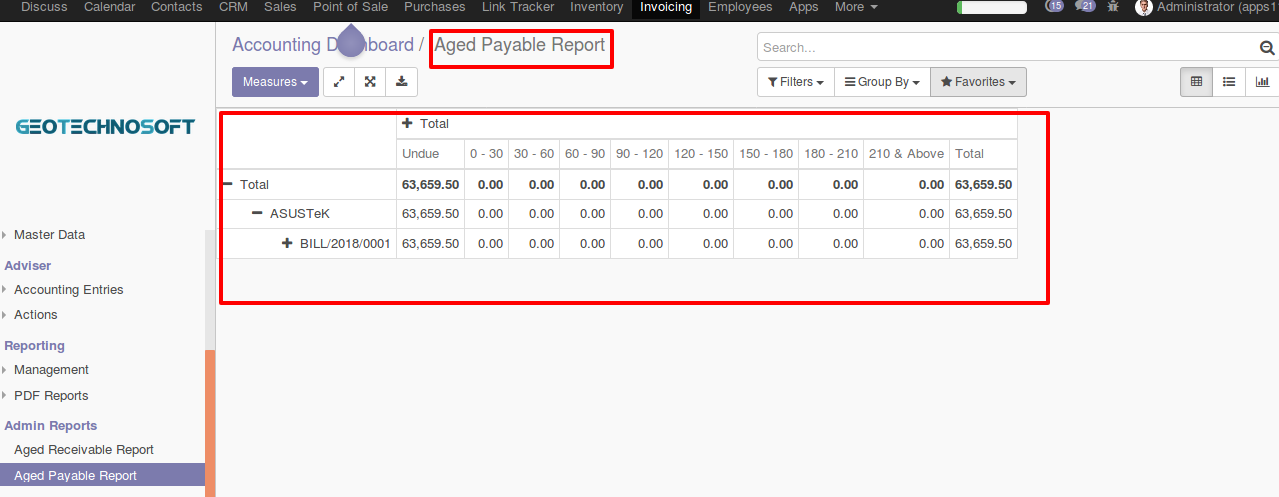 Discuss Calendar Contacts CRM Sales Point of Sale Purchases Link Tracker Inventory Invoicing Employees Apps More 15 21 Administrator (apps1
Accounting D board / Aged Payable Report
Search...
Measures Filters Group By Favorites
GEOTECHNOSOFT
Total
Undue 0 - 30 30 - 60 60 - 90 90 - 120 120 - 150 150 - 180 180 - 210 210 & Above Total
Total 63,659.50 0.00 0.00 0.00 0.00 0.00 0.00 0.00 0.00 63,659.50
ASUSTeK 63,659.50 0.00 0.00 0.00 0.00 0.00 0.00 0.00 0.00 63,659.50
BILL/2018/0001 63,659.50 0.00 0.00 0.00 0.00 0.00 0.00 0.00 0.00 63,659.50
Master Data
Adviser
Accounting Entries
Actions
Reporting
Management
PDF Reports
Admin Reports
Aged Receivable Report
Aged Payable Report